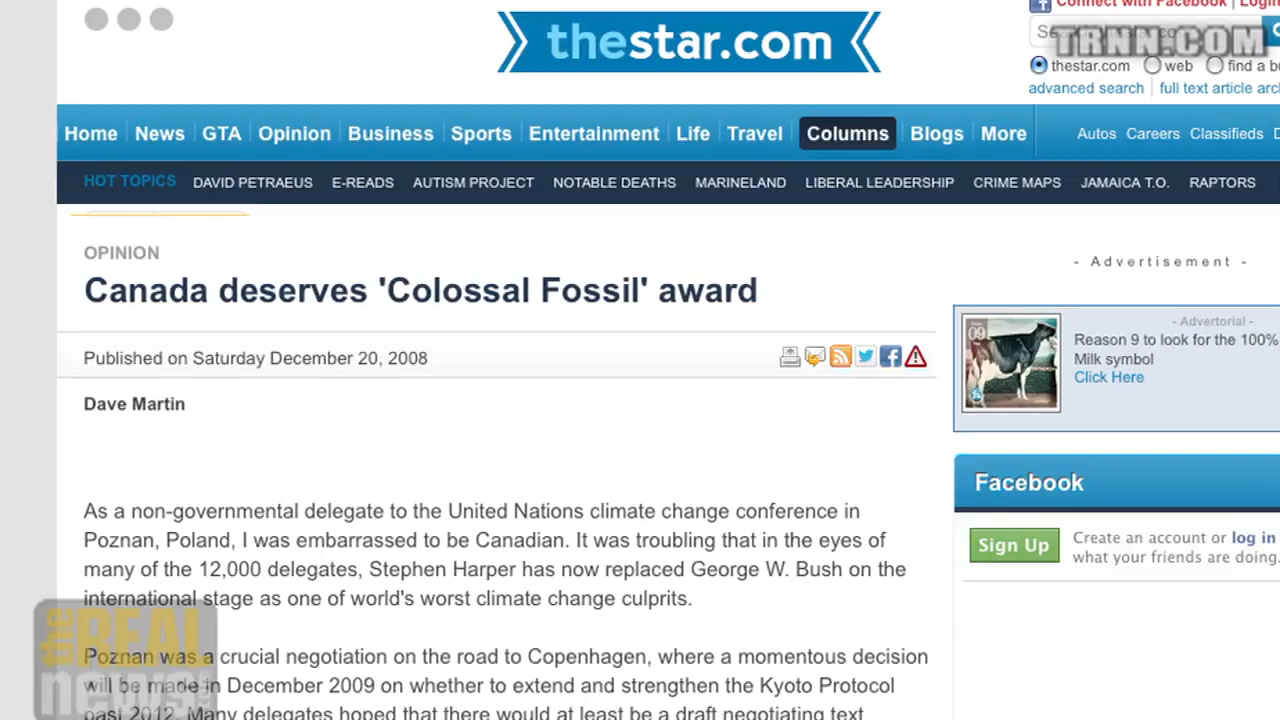 Connect with Facebook | Login
thestar.com
TRNN.COM
thestar.com web find a bu
advanced search full text article arc
Home News GTA Opinion Business Sports Entertainment Life Travel Columns Blogs More Autos Careers Classifieds
HOT TOPICS DAVID PETRAEUS E-READS AUTISM PROJECT NOTABLE DEATHS MARINELAND LIBERAL LEADERSHIP CRIME MAPS JAMAICA T.O. RAPTORS
OPINION
Canada deserves 'Colossal Fossil' award
- Advertisement -
Published on Saturday December 20, 2008
- Advertorial -
09
Reason 9 to look for the 100%
Milk symbol
Click Here
Dave Martin
Facebook
Sign Up
Create an account or log in
what your friends are doing.
As a non-governmental delegate to the United Nations climate change conference in
Poznan, Poland, I was embarrassed to be Canadian. It was troubling that in the eyes of
many of the 12,000 delegates, Stephen Harper has now replaced George W. Bush on the
international stage as one of world's worst climate change culprits.
Poznan was a crucial negotiation on the road to Copenhagen, where a momentous decision
will be made in December 2009 on whether to extend and strengthen the Kyoto Protocol
past 2012. Many delegates hoped that there would at least be a draft negotiating text
the REAL
news